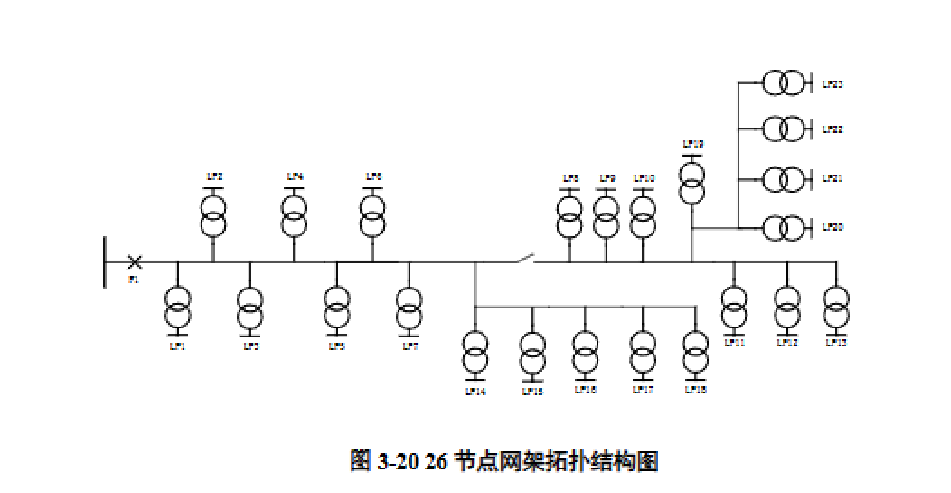 LP23
LP22
LP19
LP21
LP2 LP4 LP6 LP8 LP9 LP10
LP20
F1
LP1 LP3 LP5 LP7 LP11 LP12 LP13
LP14 LP15 LP16 LP17 LP18
图 3-20 26 节点网架拓扑结构图